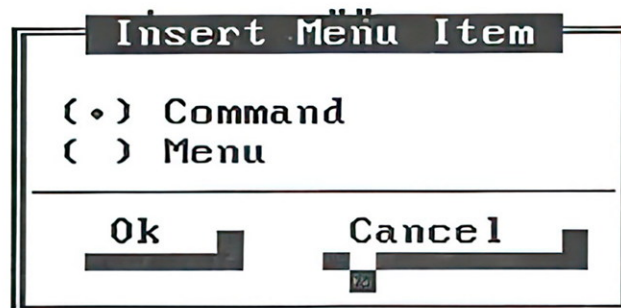 Insert Menu Item
(•) Command
( ) Menu
Ok Cancel